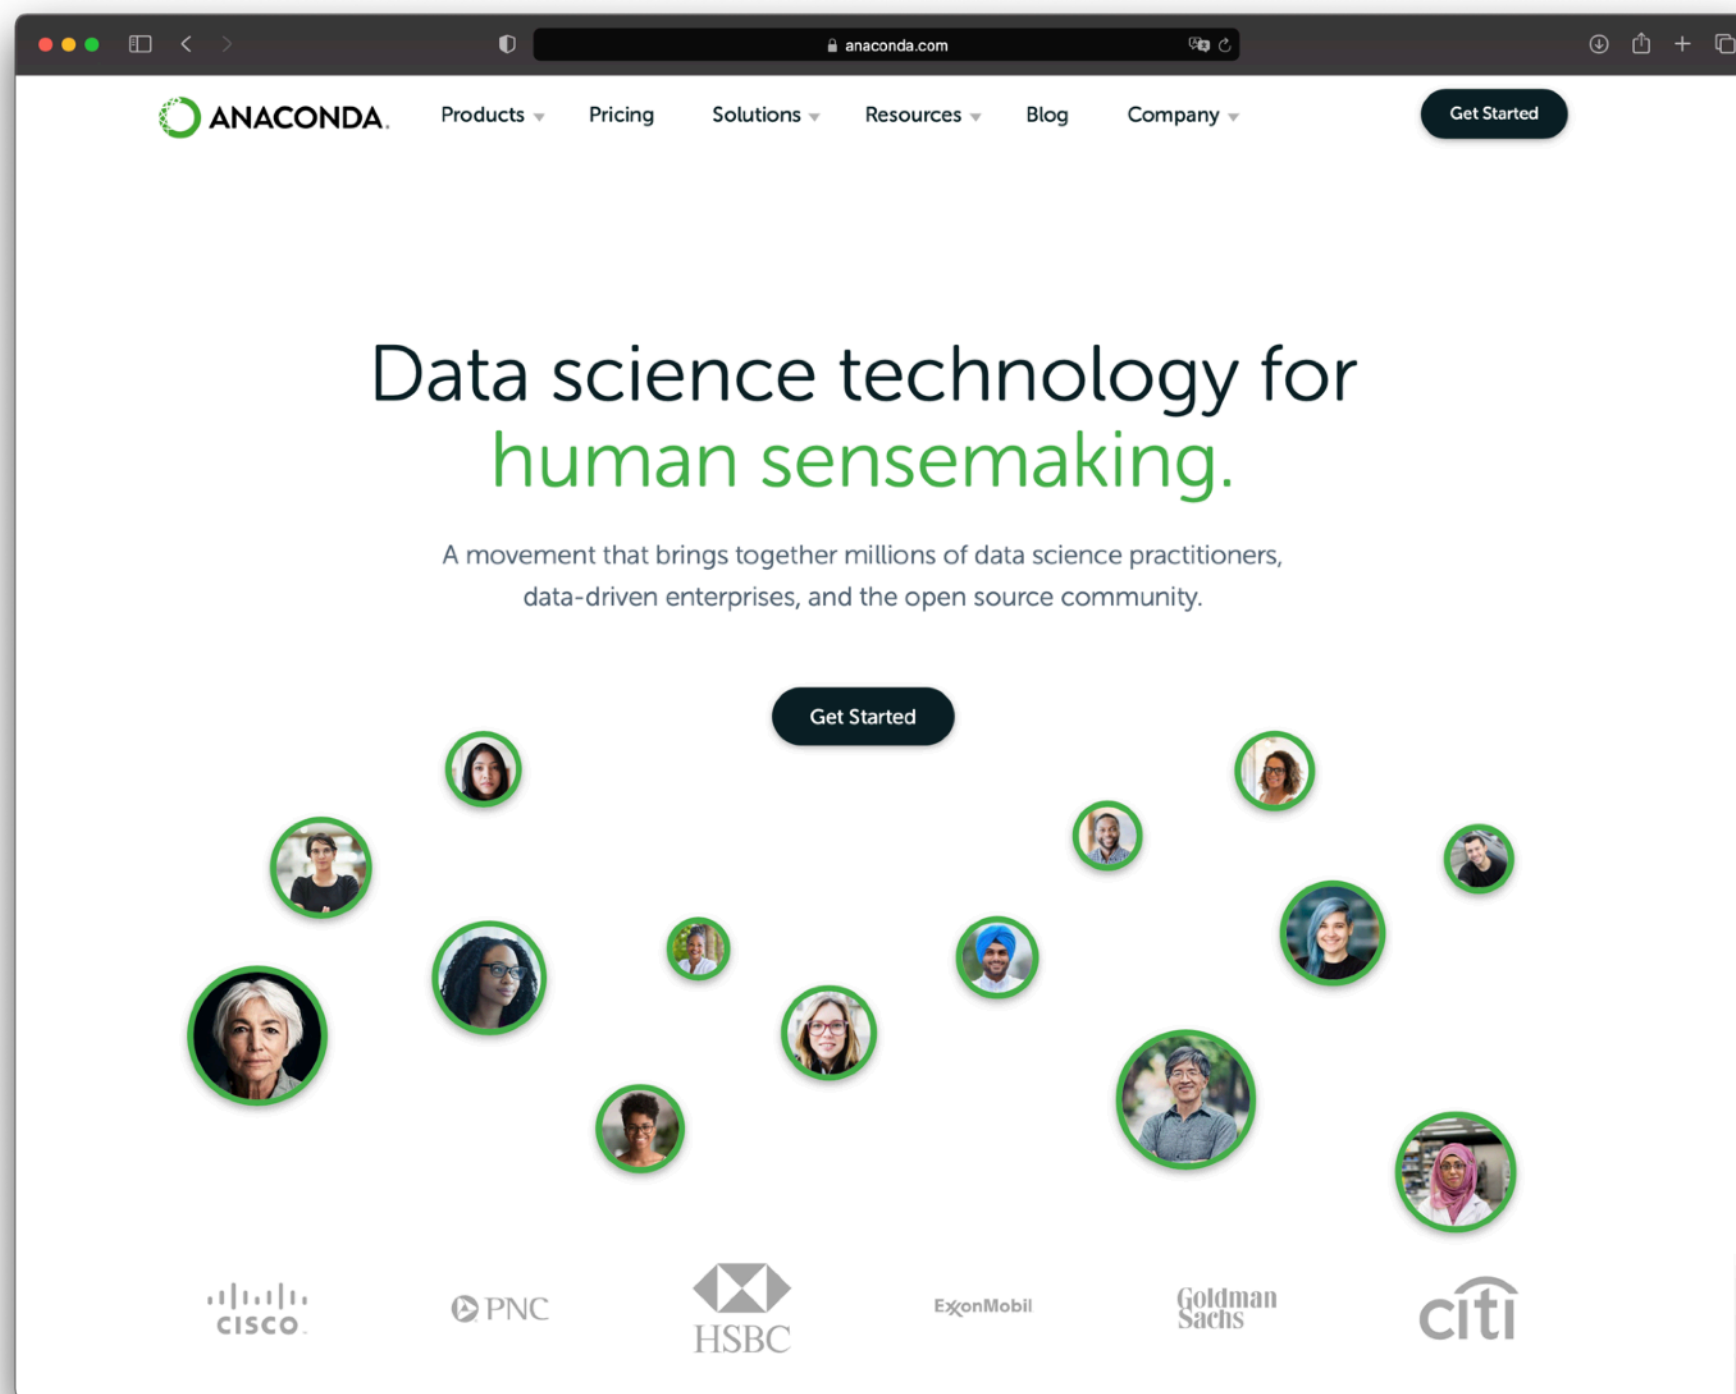 anaconda.com
ANACONDA.
Products
Pricing
Solutions
Resources
Blog
Company
Get Started
Data science technology for
human sensemaking.
A movement that brings together millions of data science practitioners,
data-driven enterprises, and the open source community.
Get Started
CISCO
PNC
HSBC
ExxonMobil
Goldman
Sachs
citi